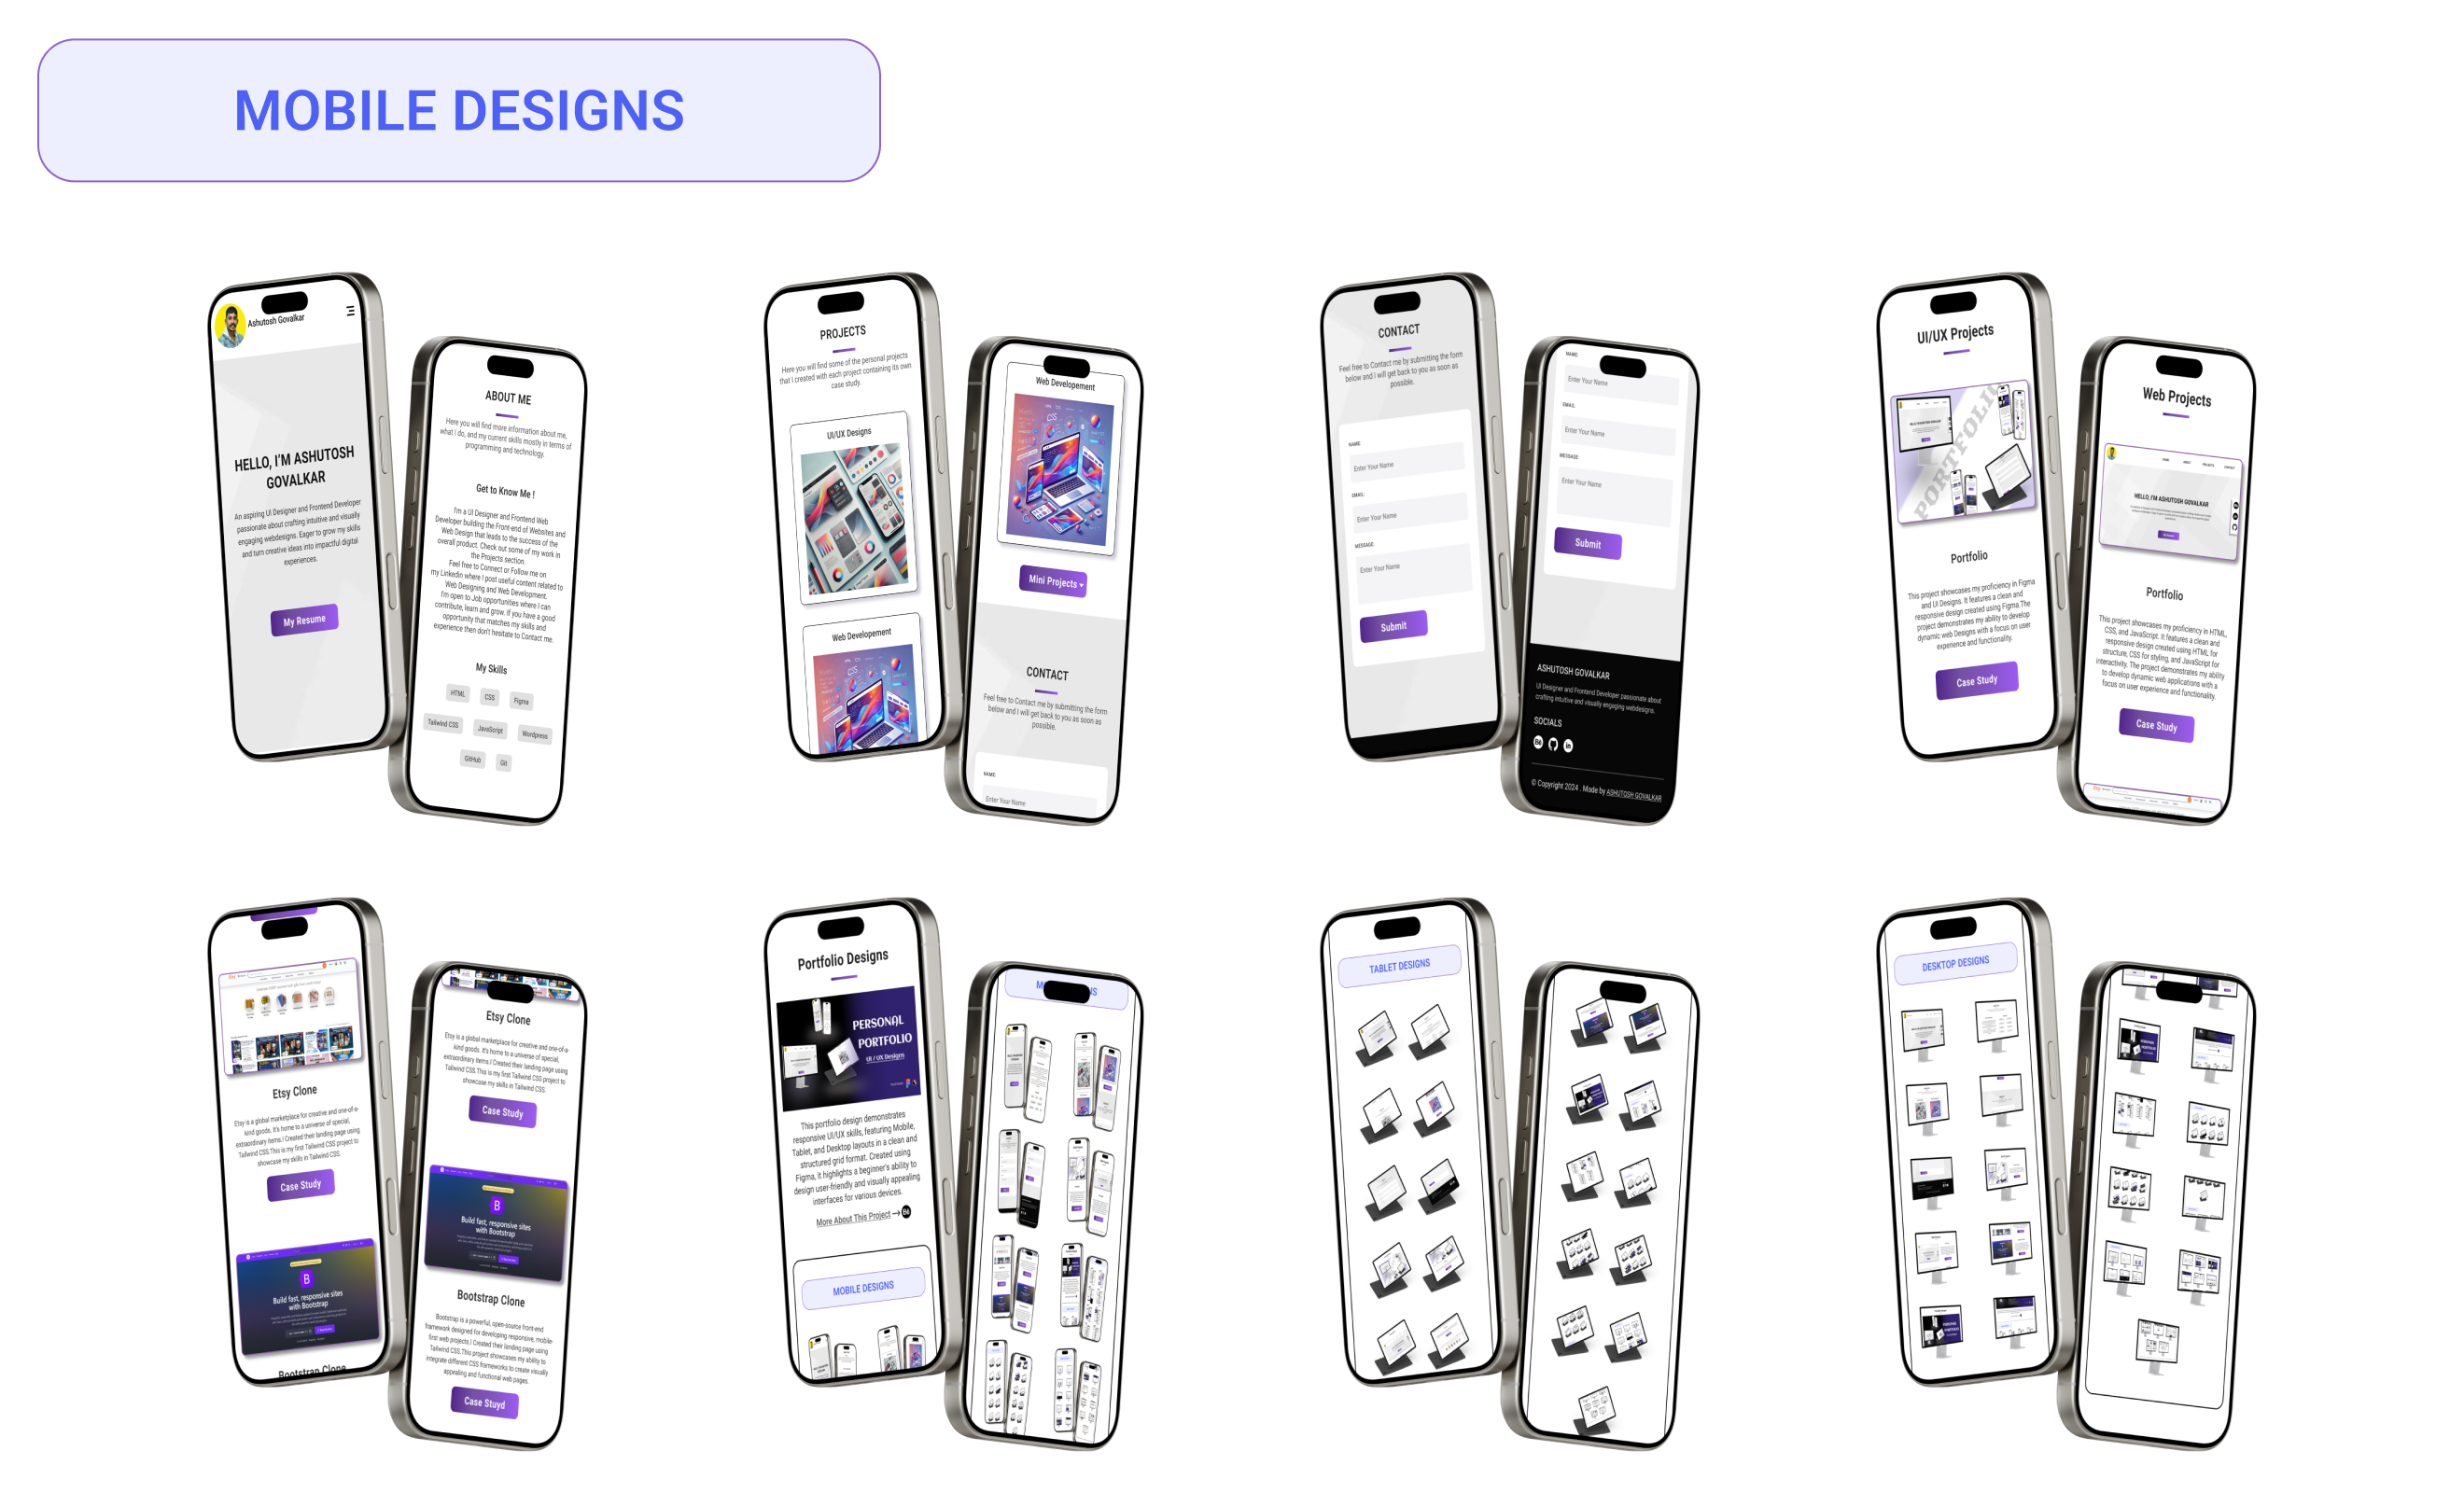 MOBILE DESIGNS
Ashutosh Govalkar
HELLO, I'M ASHUTOSH
GOVALKAR
An aspiring UI Designer and Frontend Developer
passionate about crafting intuitive and visually
engaging webdesigns. Eager to grow my skills
and turn creative ideas into impactful digital
experiences.
My Resume
ABOUT ME
Here you will find more information about me,
what I do, and my current skills mostly in terms of
programming and technology.
Get to Know Me !
I'm a UI Designer and Frontend Web
Developer building the Front-end of Websites and
Web Design that leads to the success of the
overall product. Check out some of my work in
the Projects section.
Feel free to Connect or Follow me on
my Linkedin where I post useful content related to
Web Designing and Web Development.
I'm open to Job opportunities where I can
contribute, learn and grow. If you have a good
opportunity that matches my skills and
experience then don't hesitate to Contact me.
My Skills
HTML
CSS
Figma
Tailwind CSS
JavaScript
Wordpress
GitHub
Git
PROJECTS
Here you will find some of the personal projects
that I created with each project containing its own
case study.
UI/UX Designs
Web Developement
CSS
Web Developement
CSS
Mini Projects
CONTACT
Feel free to Contact me by submitting the form
below and I will get back to you as soon as
possible.
NAME:
Enter Your Name
CONTACT
Feel free to Contact me by submitting the form
below and I will get back to you as soon as
possible.
NAME:
Enter Your Name
EMAIL:
Enter Your Name
MESSAGE:
Enter Your Name
Submit
NAME:
Enter Your Name
EMAIL:
Enter Your Name
MESSAGE:
Enter Your Name
Submit
ASHUTOSH GOVALKAR
UI Designer and Frontend Developer passionate about
crafting intuitive and visually engaging webdesigns.
SOCIALS
Bē
in
© Copyright 2024 . Made by ASHUTOSH GOVALKAR
UI/UX Projects
PORTFOLIO
Portfolio
This project showcases my proficiency in Figma
and UI Designs. It features a clean and
responsive design created using Figma.The
project demonstrates my ability to develop
dynamic web Designs with a focus on user
experience and functionality.
Case Study
Web Projects
HOME
ABOUT
PROJECTS
CONTACT
HELLO, I'M ASHUTOSH GOVALKAR
Portfolio
This project showcases my proficiency in HTML,
CSS, and JavaScript. It features a clean and
responsive design created using HTML for
structure, CSS for styling, and JavaScript for
interactivity. The project demonstrates my ability
to develop dynamic web applications with a
focus on user experience and functionality.
Case Study
Etsy Clone
Etsy is a global marketplace for creative and one-of-a-
kind goods. It's home to a universe of special,
extraordinary items.I Created their landing page using
Tailwind CSS.This is my first Tailwind CSS project to
showcase my skills in Tailwind CSS.
Case Study
B
Build fast, responsive sites
with Bootstrap
Bootstrap Clone
Etsy Clone
Etsy is a global marketplace for creative and one-of-a-
kind goods. It's home to a universe of special,
extraordinary items.I Created their landing page using
Tailwind CSS.This is my first Tailwind CSS project to
showcase my skills in Tailwind CSS.
Case Study
B
Build fast, responsive sites
with Bootstrap
Bootstrap Clone
Bootstrap is a powerful, open-source front-end
framework designed for developing responsive, mobile-
first web projects.I Created their landing page using
Tailwind CSS.This project showcases my ability to
integrate different CSS frameworks to create visually
appealing and functional web pages.
Case Stuyd
Portfolio Designs
PERSONAL
PORTFOLIO
UI / UX Designs
This portfolio design demonstrates
responsive UI/UX skills, featuring Mobile,
Tablet, and Desktop layouts in a clean and
structured grid format. Created using
Figma, it highlights a beginner's ability to
design user-friendly and visually appealing
interfaces for various devices.
More About This Project
MOBILE DESIGNS
TABLET DESIGNS
DESKTOP DESIGNS
PERSONAL
PORTFOLIO